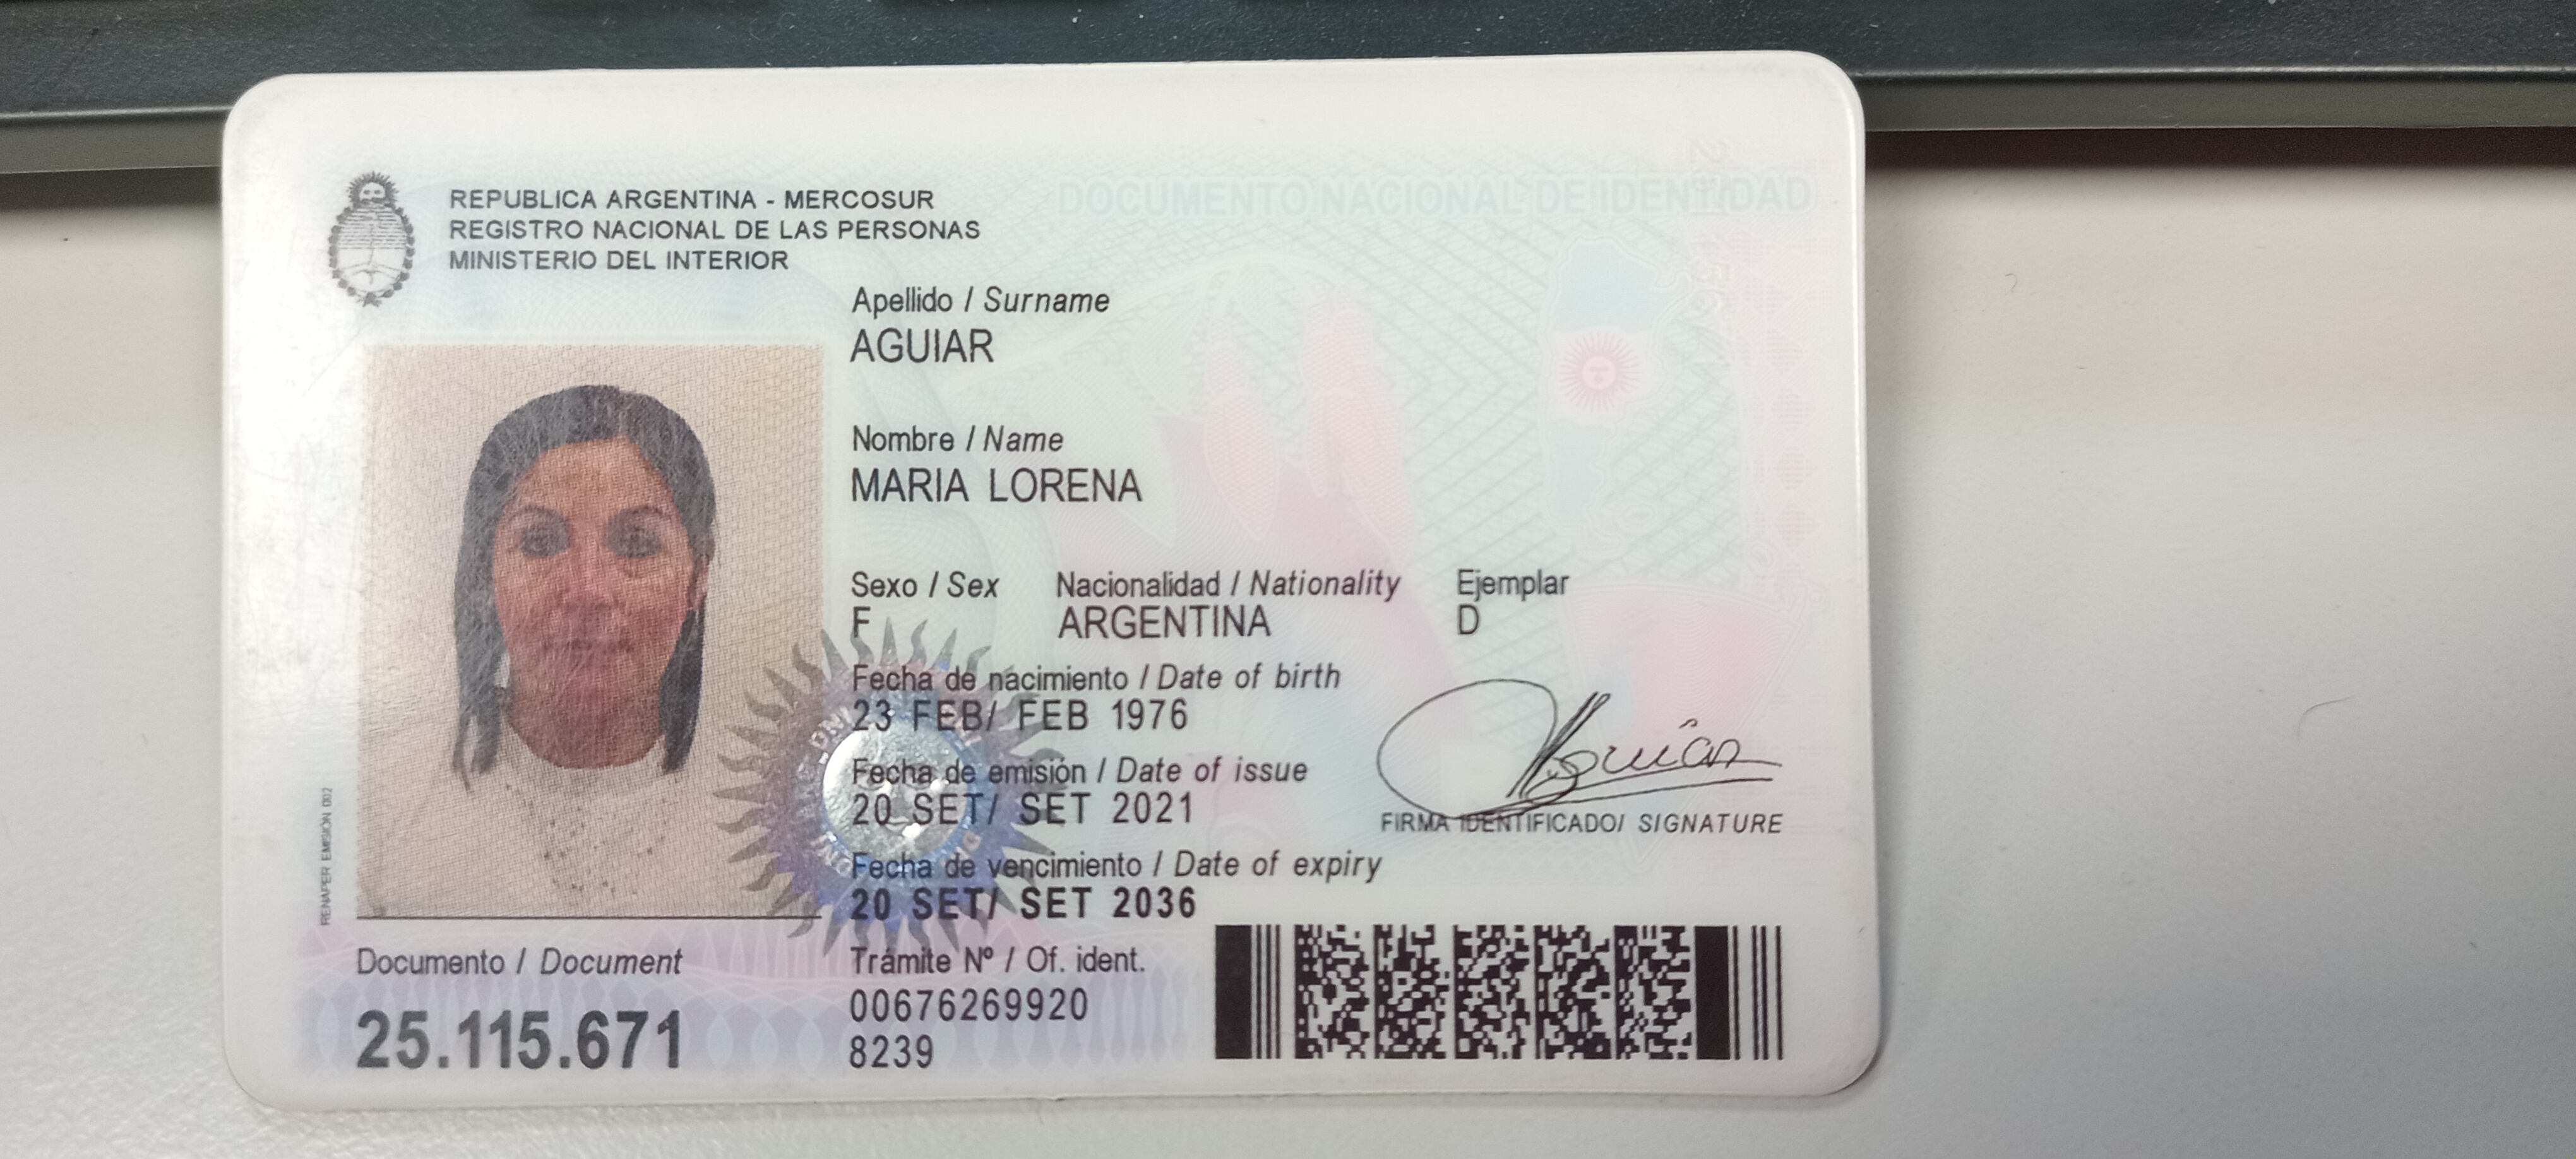 REPUBLICA ARGENTINA - MERCOSUR
REGISTRO NACIONAL DE LAS PERSONAS
MINISTERIO DEL INTERIOR
DOCUMENTO NACIONAL DE IDENTIDAD
Apellido / Surname
AGUIAR
Nombre / Name
MARIA LORENA
Sexo / Sex Nacionalidad / Nationality Ejemplar
F ARGENTINA D
Fecha de nacimiento / Date of birth
23 FEB/ FEB 1976
Fecha de emisión / Date of issue
20 SET/ SET 2021
Aguiar
FIRMA IDENTIFICADO/ SIGNATURE
Fecha de vencimiento / Date of expiry
20 SET/ SET 2036
RENAPER EMISIÓN 002
Documento / Document
25.115.671
Trámite Nº / Of. ident.
00676269920
8239